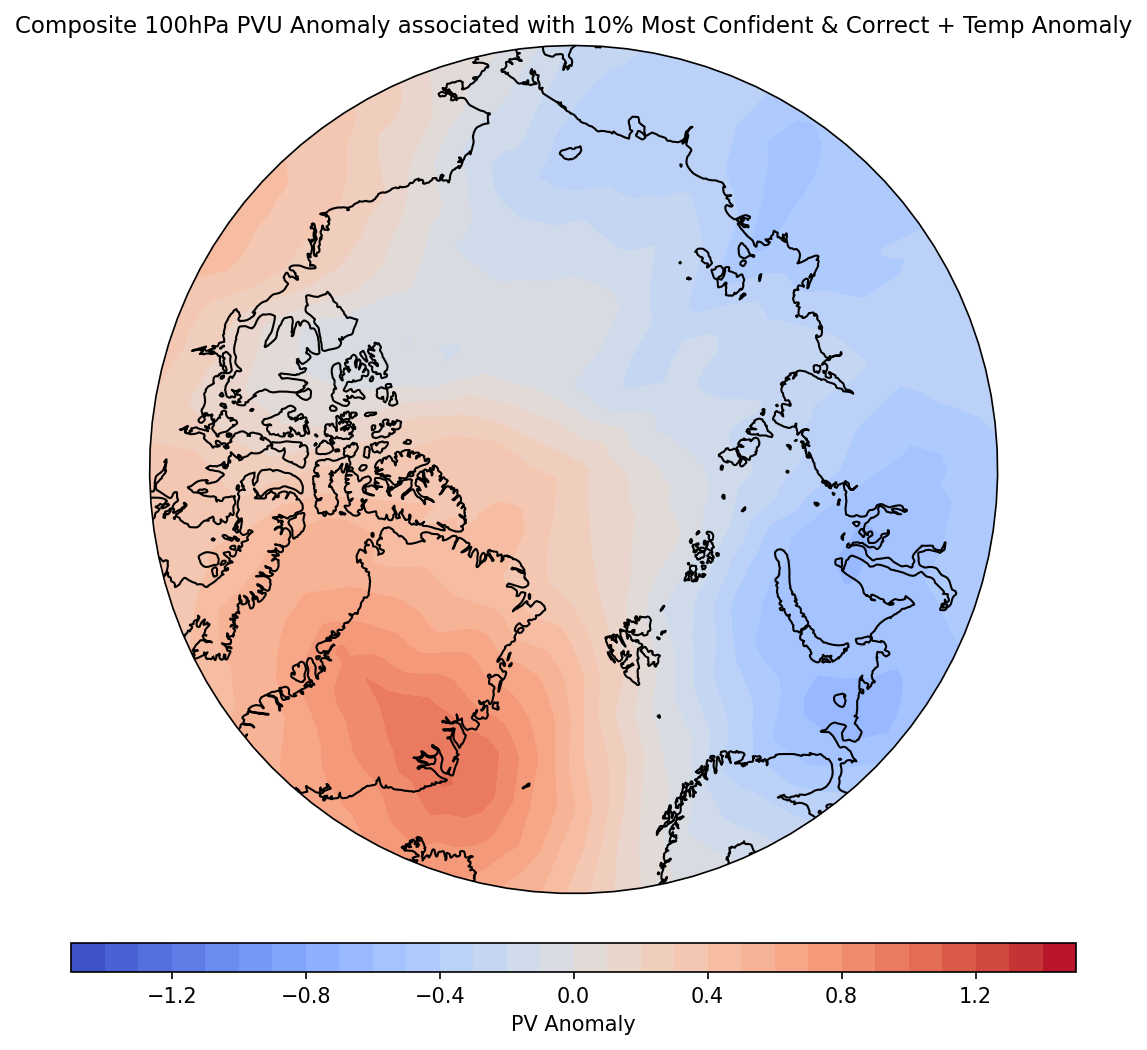 Composite 100hPa PVU Anomaly associated with 10% Most Confident & Correct + Temp Anomaly
−1.2 −0.8 −0.4 0.0 0.4 0.8 1.2
PV Anomaly